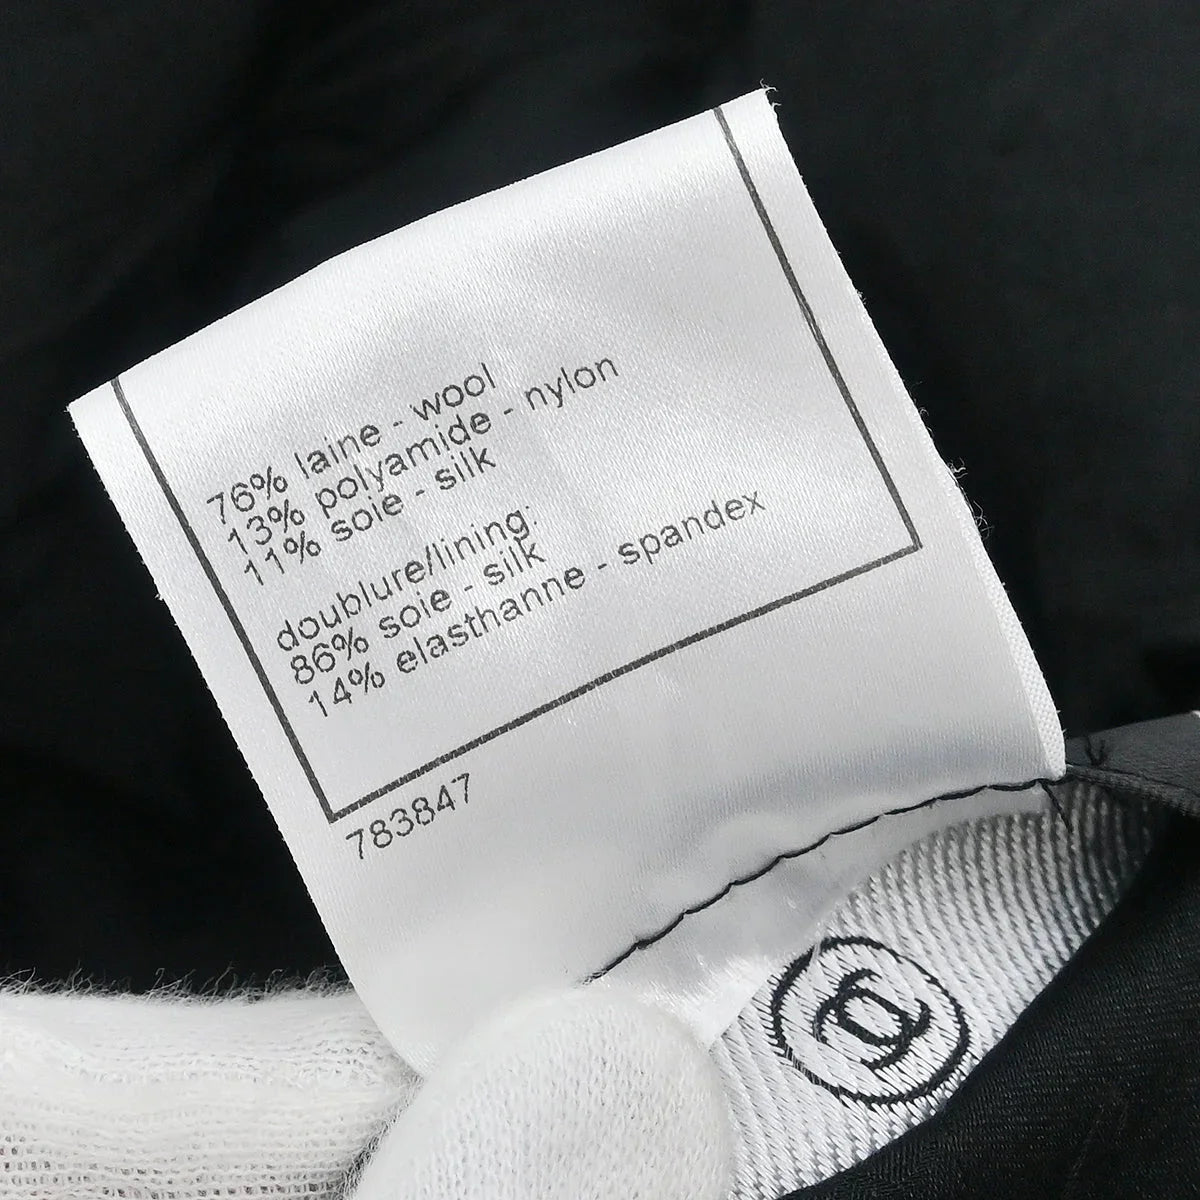 76% laine - wool
13% polyamide - nylon
11% soie - silk
doublure/lining:
86% soie - silk
14% elasthanne - spandex
783847